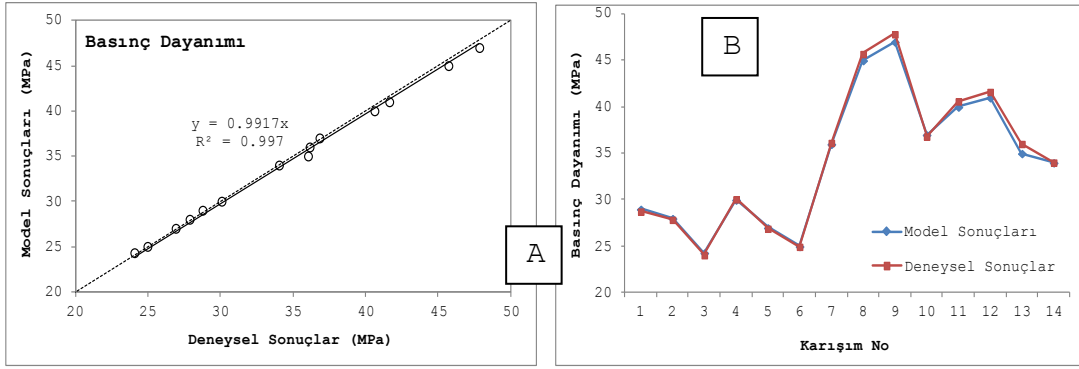 Basınç Dayanımı
y = 0.9917x
R² = 0.997
Model Sonuçları (MPa)
50
45
40
35
30
25
20
20 25 30 35 40 45 50
Deneysel Sonuçlar (MPa)
A
B
Basınç Dayanımı (MPa)
50
45
40
35
30
25
20
Model Sonuçları
Deneysel Sonuçlar
1 2 3 4 5 6 7 8 9 10 11 12 13 14
Karışım No